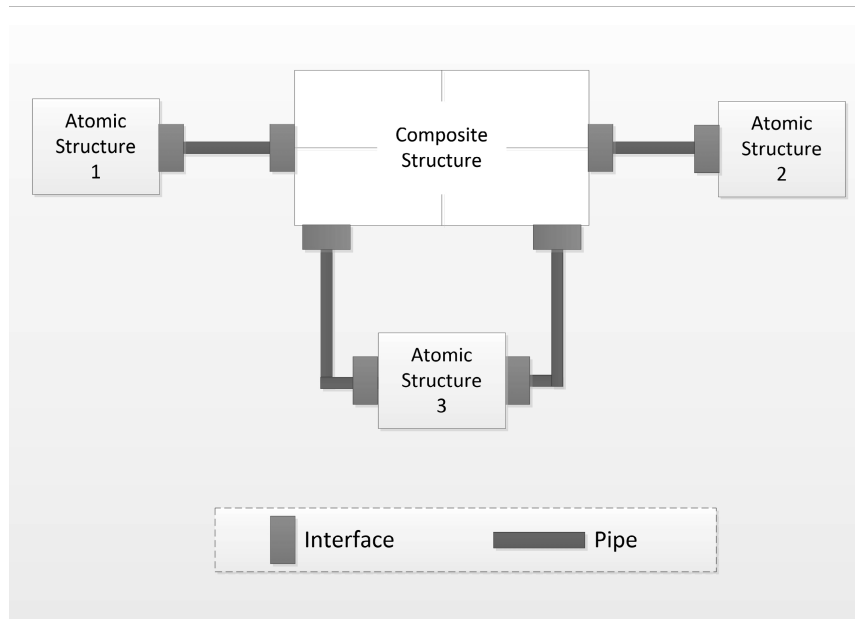 Atomic
Structure
1
Composite
Structure
Atomic
Structure
2
Atomic
Structure
3
Interface
Pipe